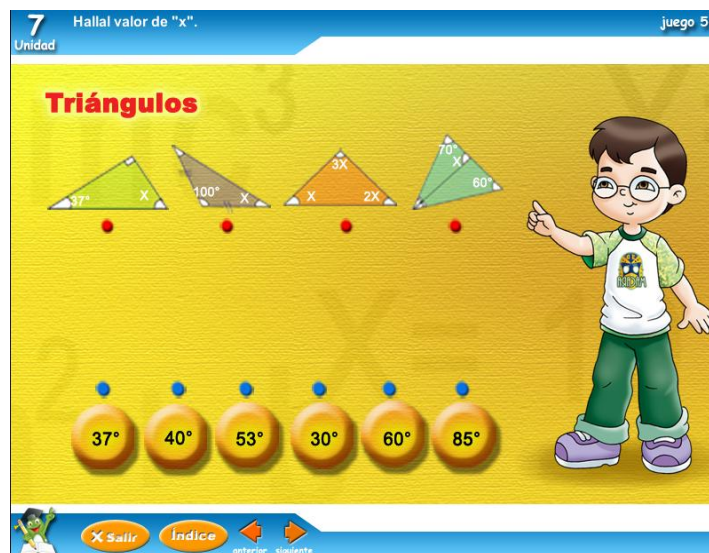 7
Unidad
Hallal valor de "x".
juego 5
Triángulos
37° X
100° X
X 3X 2X
70° X 60°
37° 40° 53° 30° 60° 85°
X Salir
Índice
anterior siguiente